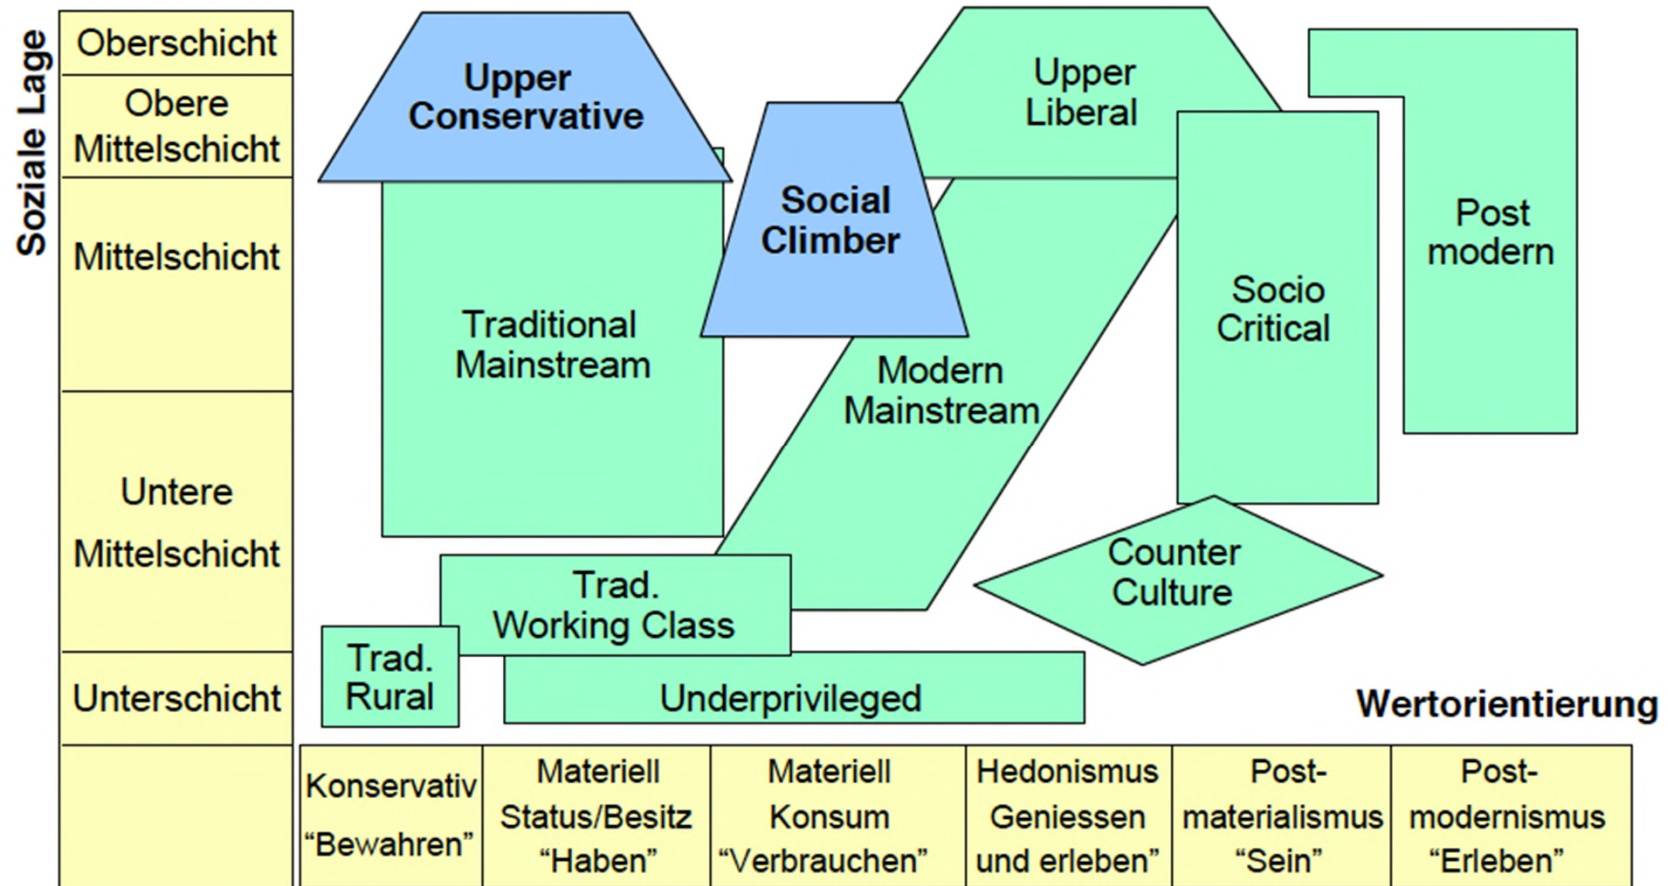 Soziale Lage
Oberschicht
Obere
Mittelschicht
Mittelschicht
Untere
Mittelschicht
Unterschicht
Upper
Conservative
Social
Climber
Upper
Liberal
Post
modern
Traditional
Mainstream
Modern
Mainstream
Socio
Critical
Counter
Culture
Trad.
Working Class
Trad.
Rural
Underprivileged
Wertorientierung
Konservativ
“Bewahren”
Materiell
Status/Besitz
“Haben”
Materiell
Konsum
“Verbrauchen”
Hedonismus
Geniessen
und erleben”
Post-
materialismus
“Sein”
Post-
modernismus
“Erleben”